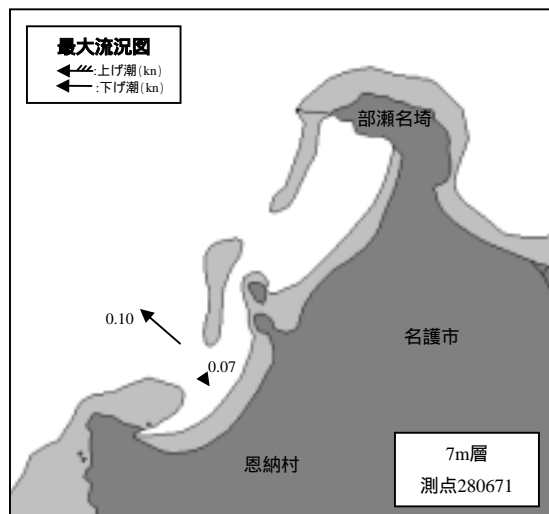 最大流況図
:上げ潮(kn)
:下げ潮(kn)
部瀬名埼
0.10
名護市
0.07
恩納村
7m層
測点280671